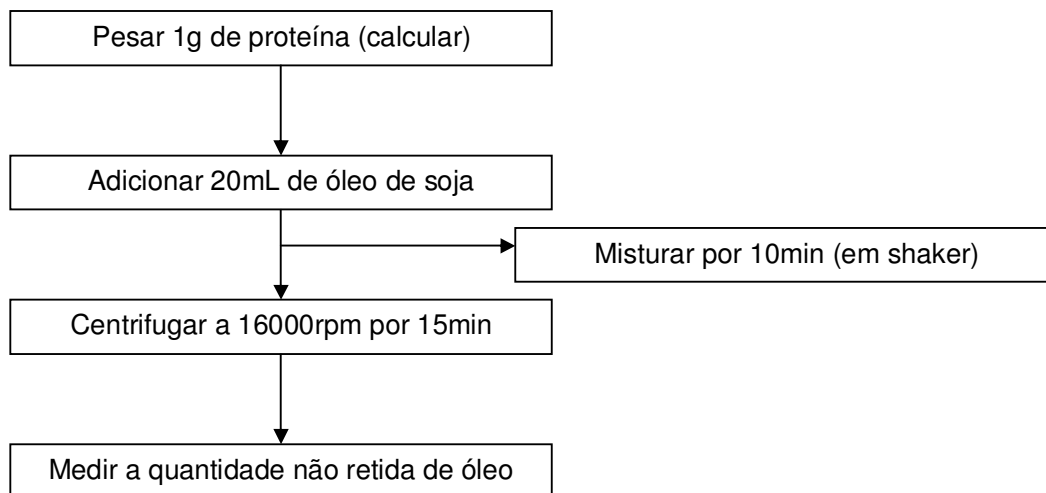 Pesar 1g de proteína (calcular)
Adicionar 20mL de óleo de soja
Misturar por 10min (em shaker)
Centrifugar a 16000rpm por 15min
Medir a quantidade não retida de óleo